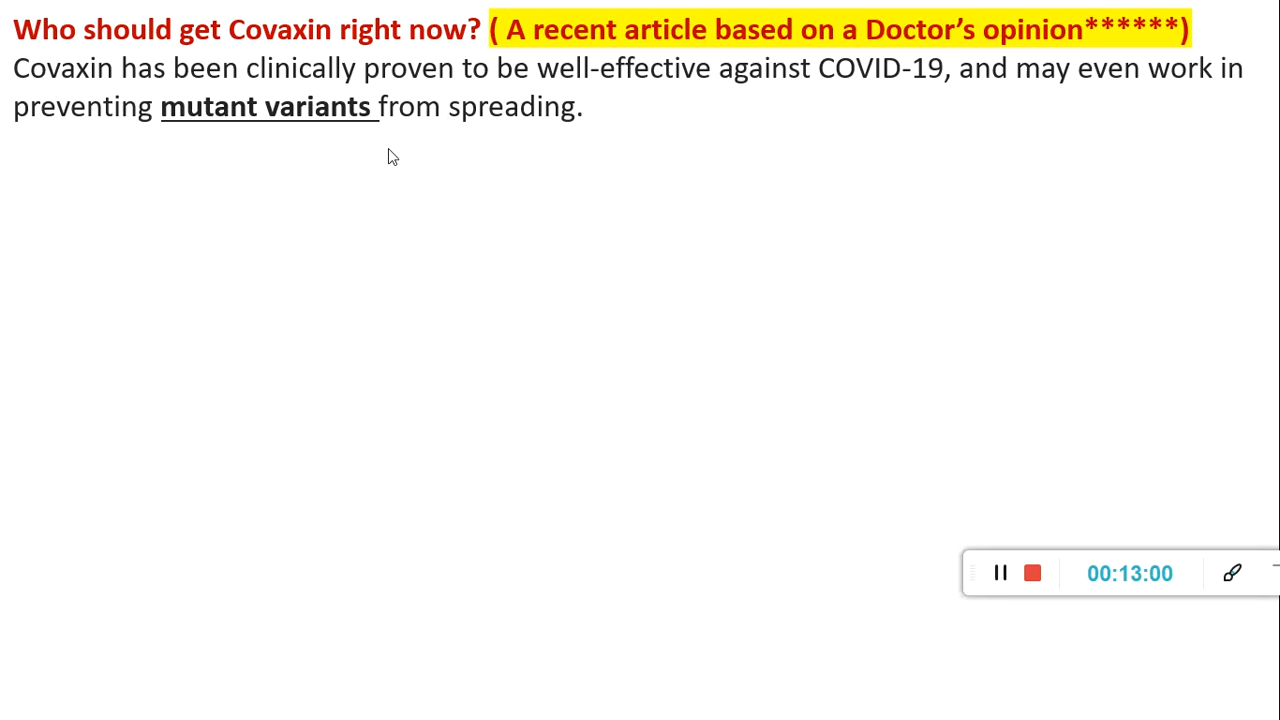 Who should get Covaxin right now? ( A recent article based on a Doctor’s opinion******)
Covaxin has been clinically proven to be well-effective against COVID-19, and may even work in
preventing mutant variants from spreading.
00:13:00